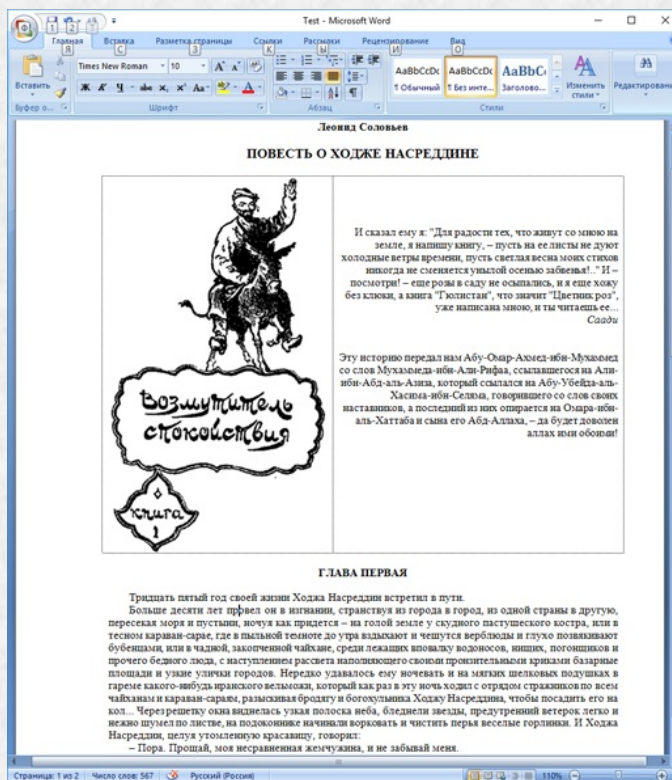 Test - Microsoft Word
1 2 3
Ф
Главная Вставка Разметка страницы Ссылки Рассылки Рецензирование Вид
Я С З К Ы И О
Вставить
Times New Roman 10
Ж К Ч abc x, x² Aa
AaBbCcDc AaBbCcDc AaBbC
¶ Обычный ¶ Без инте... Заголово...
Изменить стили
Редактировани
Буфер о... Шрифт Абзац Стили
Леонид Соловьев
ПОВЕСТЬ О ХОДЖЕ НАСРЕДДИНЕ
Возмутитель
спокойствия
книга
1
И сказал ему я: "Для радости тех, что живут со мною на
земле, я напишу книгу, – пусть на ее листы не дуют
холодные ветры времени, пусть светлая весна моих стихов
никогда не сменяется унылой осенью забвенья!.." И –
посмотри! – еще розы в саду не осыпались, и я еще хожу
без клюки, а книга "Гюлистан", что значит "Цветник роз",
уже написана мною, и ты читаешь ее...
Саади
Эту историю передал нам Абу-Омар-Ахмед-ибн-Мухаммед
со слов Мухаммеда-ибн-Али-Рифаа, ссылавшегося на Али-
ибн-Абд-аль-Азиза, который ссылался на Абу-Убейда-аль-
Хасима-ибн-Селяма, говорившего со слов своих
наставников, а последний из них опирается на Омара-ибн-
аль-Хаттаба и сына его Абд-Аллаха, – да будет доволен
аллах ими обоими!
ГЛАВА ПЕРВАЯ
Тридцать пятый год своей жизни Ходжа Насреддин встретил в пути.
Больше десяти лет провел он в изгнании, странствуя из города в город, из одной страны в другую,
пересекая моря и пустыни, ночуя как придется – на голой земле у скудного пастушеского костра, или в
тесном караван-сарае, где в пыльной темноте до утра вздыхают и чешутся верблюды и глухо позвякивают
бубенцами, или в чадной, закопченной чайхане, среди лежащих вповалку водоносов, нищих, погонщиков и
прочего бедного люда, с наступлением рассвета наполняющего своими пронзительными криками базарные
площади и узкие улички городов. Нередко удавалось ему ночевать и на мягких шелковых подушках в
гареме какого-нибудь иранского вельможи, который как раз в эту ночь ходил с отрядом стражников по всем
чайханам и караван-сараям, разыскивая бродягу и богохульника Ходжу Насреддина, чтобы посадить его на
кол... Через решетку окна виднелась узкая полоска неба, бледнели звезды, предутренний ветерок легко и
нежно шумел по листве, на подоконнике начинали ворковать и чистить перья веселые горлинки. И Ходжа
Насреддин, целуя утомленную красавицу, говорил:
– Пора. Прощай, моя несравненная жемчужина, и не забывай меня.
Страница: 1 из 2 Число слов: 567 Русский (Россия) 110%